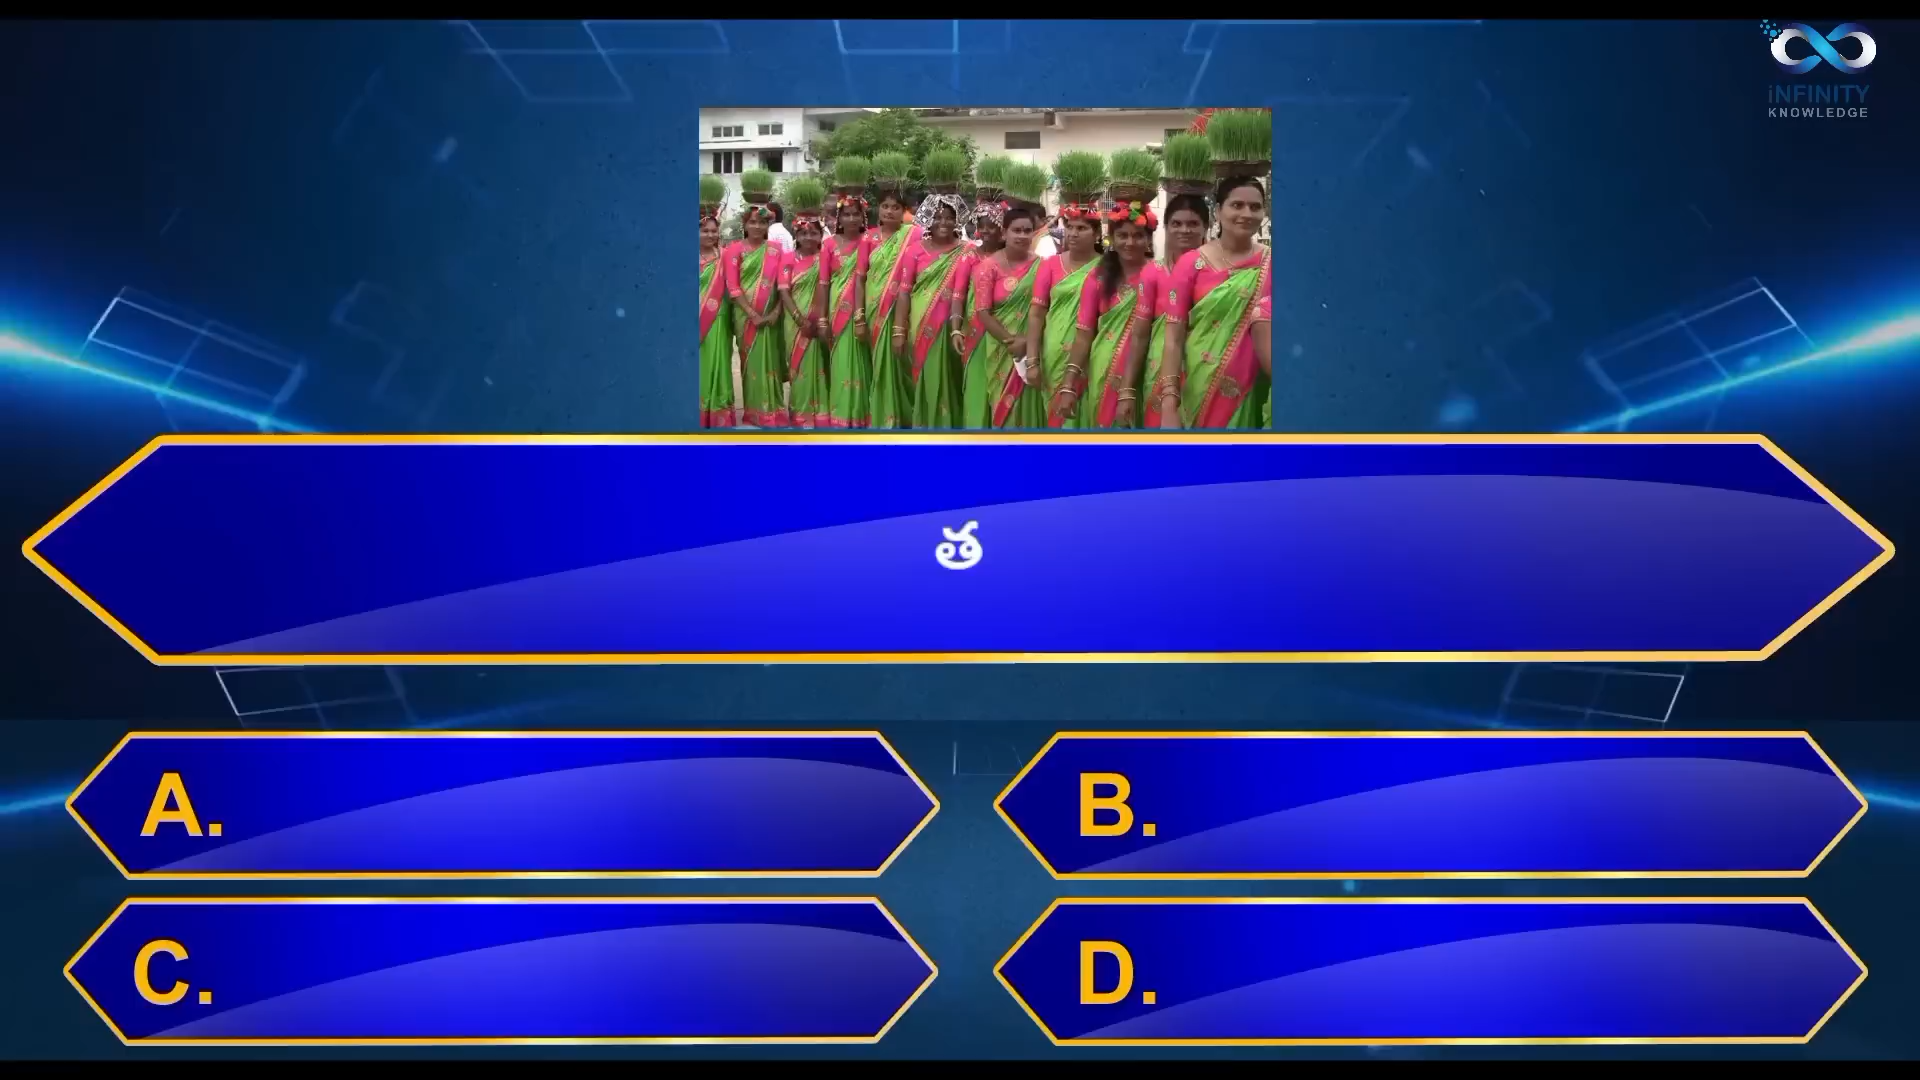 iNFINITY
KNOWLEDGE
త
A.
B.
C.
D.